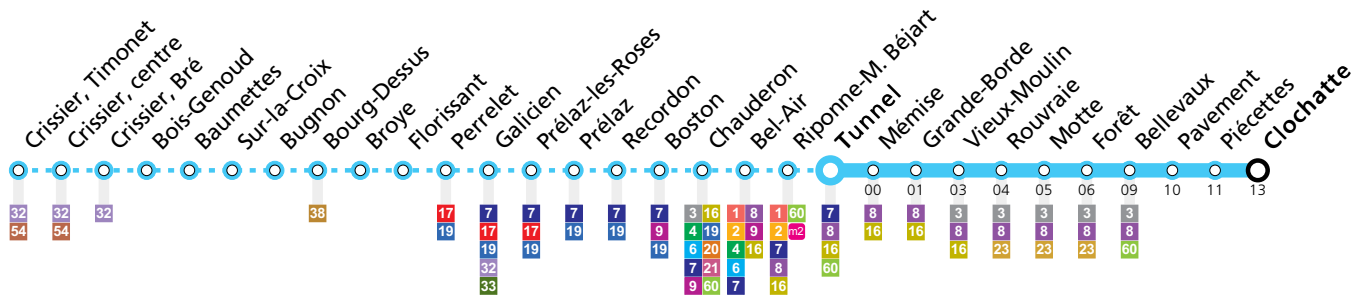 Crissier, Timonet
Crissier, centre
Crissier, Bré
Bois-Genoud
Baumettes
Sur-la-Croix
Bugnon
Bourg-Dessus
Broye
Florissant
Perrelet
Galicien
Prélaz-les-Roses
Prélaz
Recordon
Boston
Chauderon
Bel-Air
Riponne-M. Béjart
Tunnel
Mémise
Grande-Borde
Vieux-Moulin
Rouvraie
Motte
Forêt
Bellevaux
Pavement
Piécettes
Clochatte
00 01 03 04 05 06 09 10 11 13
32 32 32 38 17 7 7 7 7 7 3 16 1 8 1 60 7 8 8 3 3 3 3 3
54 54 19 17 17 19 19 9 4 19 2 9 2 m2 8 16 16 8 8 8 8 8
19 19 19 6 20 4 16 7 16 16 23 23 23 60
32 7 21 6 8 60
33 9 60 7 16